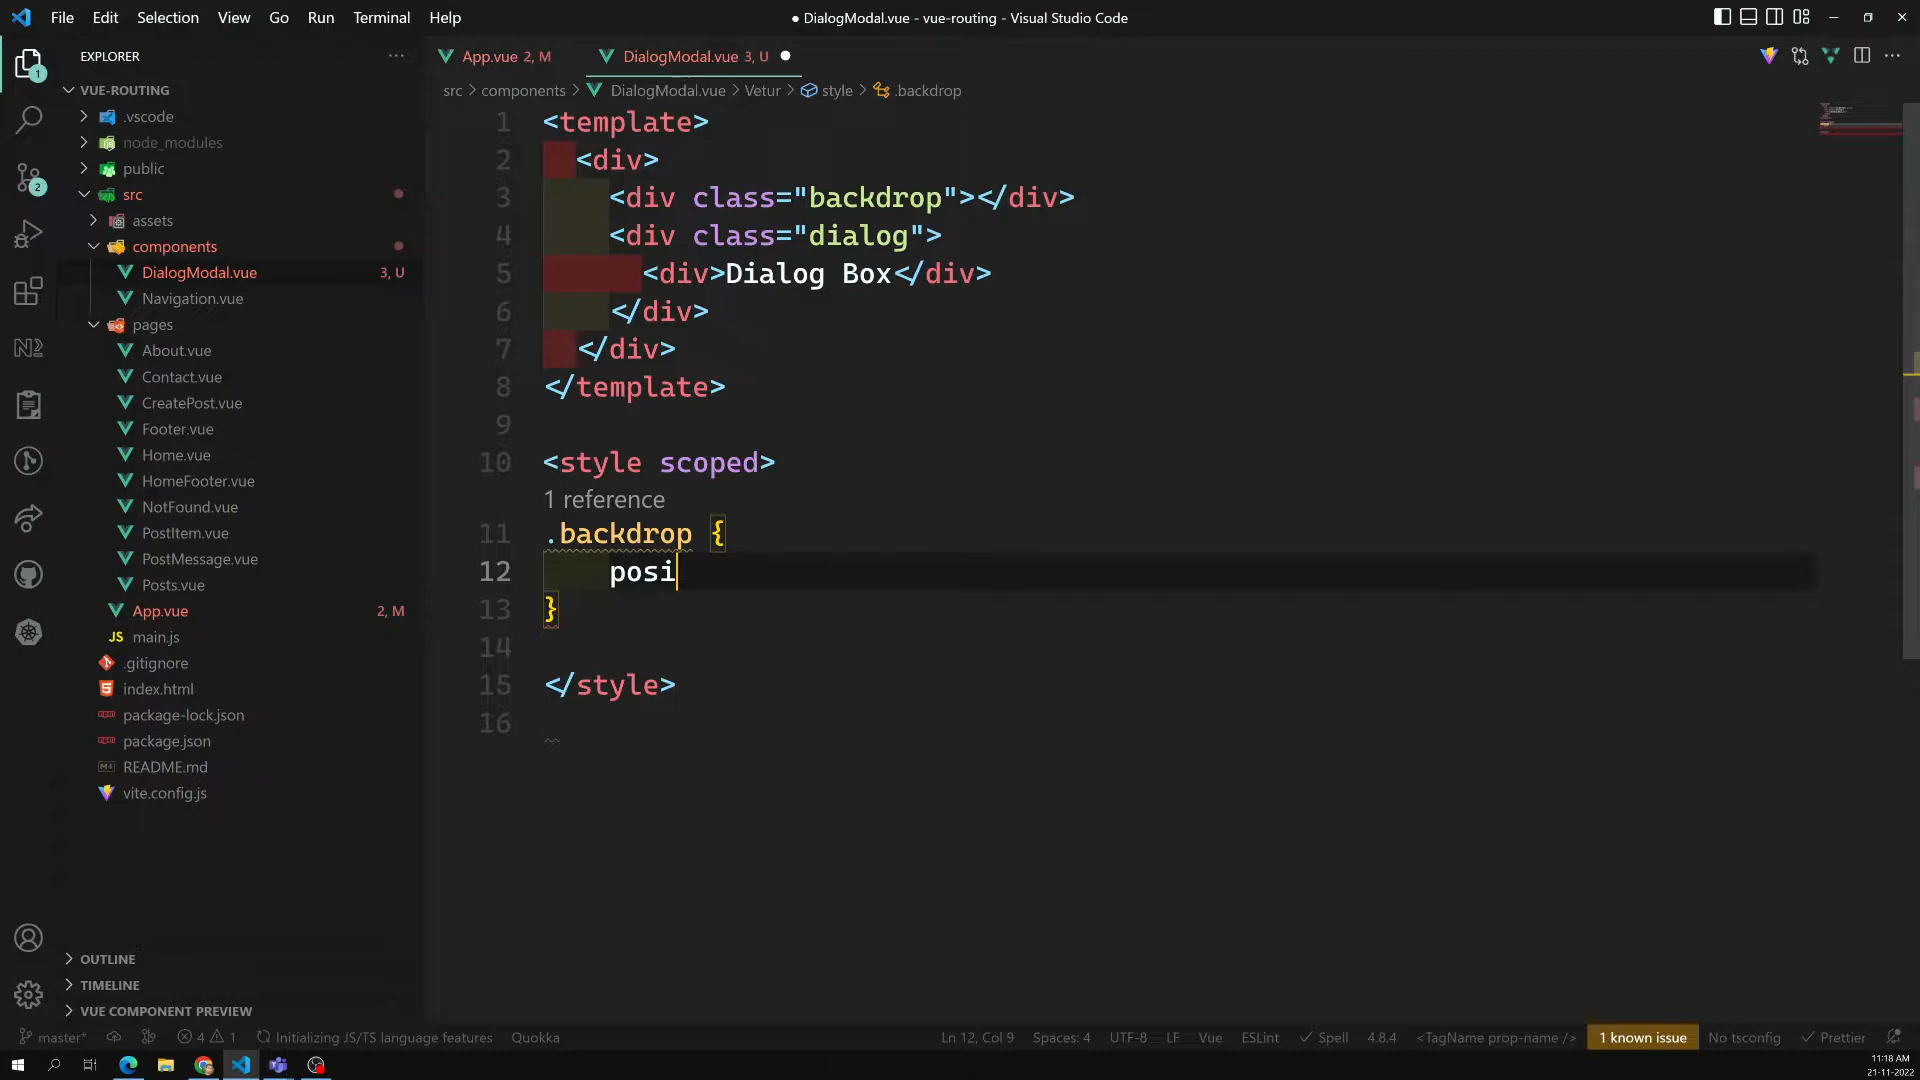 File Edit Selection View Go Run Terminal Help
● DialogModal.vue - vue-routing - Visual Studio Code
EXPLORER
VUE-ROUTING
.vscode
node_modules
public
src
assets
components
DialogModal.vue 3, U
Navigation.vue
pages
About.vue
Contact.vue
CreatePost.vue
Footer.vue
Home.vue
HomeFooter.vue
NotFound.vue
PostItem.vue
PostMessage.vue
Posts.vue
App.vue 2, M
JS main.js
.gitignore
index.html
package-lock.json
package.json
README.md
vite.config.js
OUTLINE
TIMELINE
VUE COMPONENT PREVIEW
1
2
App.vue 2, M
DialogModal.vue 3, U
src > components > DialogModal.vue > Vetur > style > .backdrop
1 <template>
2 <div>
3 <div class="backdrop"></div>
4 <div class="dialog">
5 <div>Dialog Box</div>
6 </div>
7 </div>
8 </template>
9
10 <style scoped>
1 reference
11 .backdrop {
12 posi
13 }
14
15 </style>
16
master* 4 1 Initializing JS/TS language features Quokka
Ln 12, Col 9 Spaces: 4 UTF-8 LF Vue ESLint Spell 4.8.4 <TagName prop-name /> 1 known issue No tsconfig Prettier
11:18 AM
21-11-2022